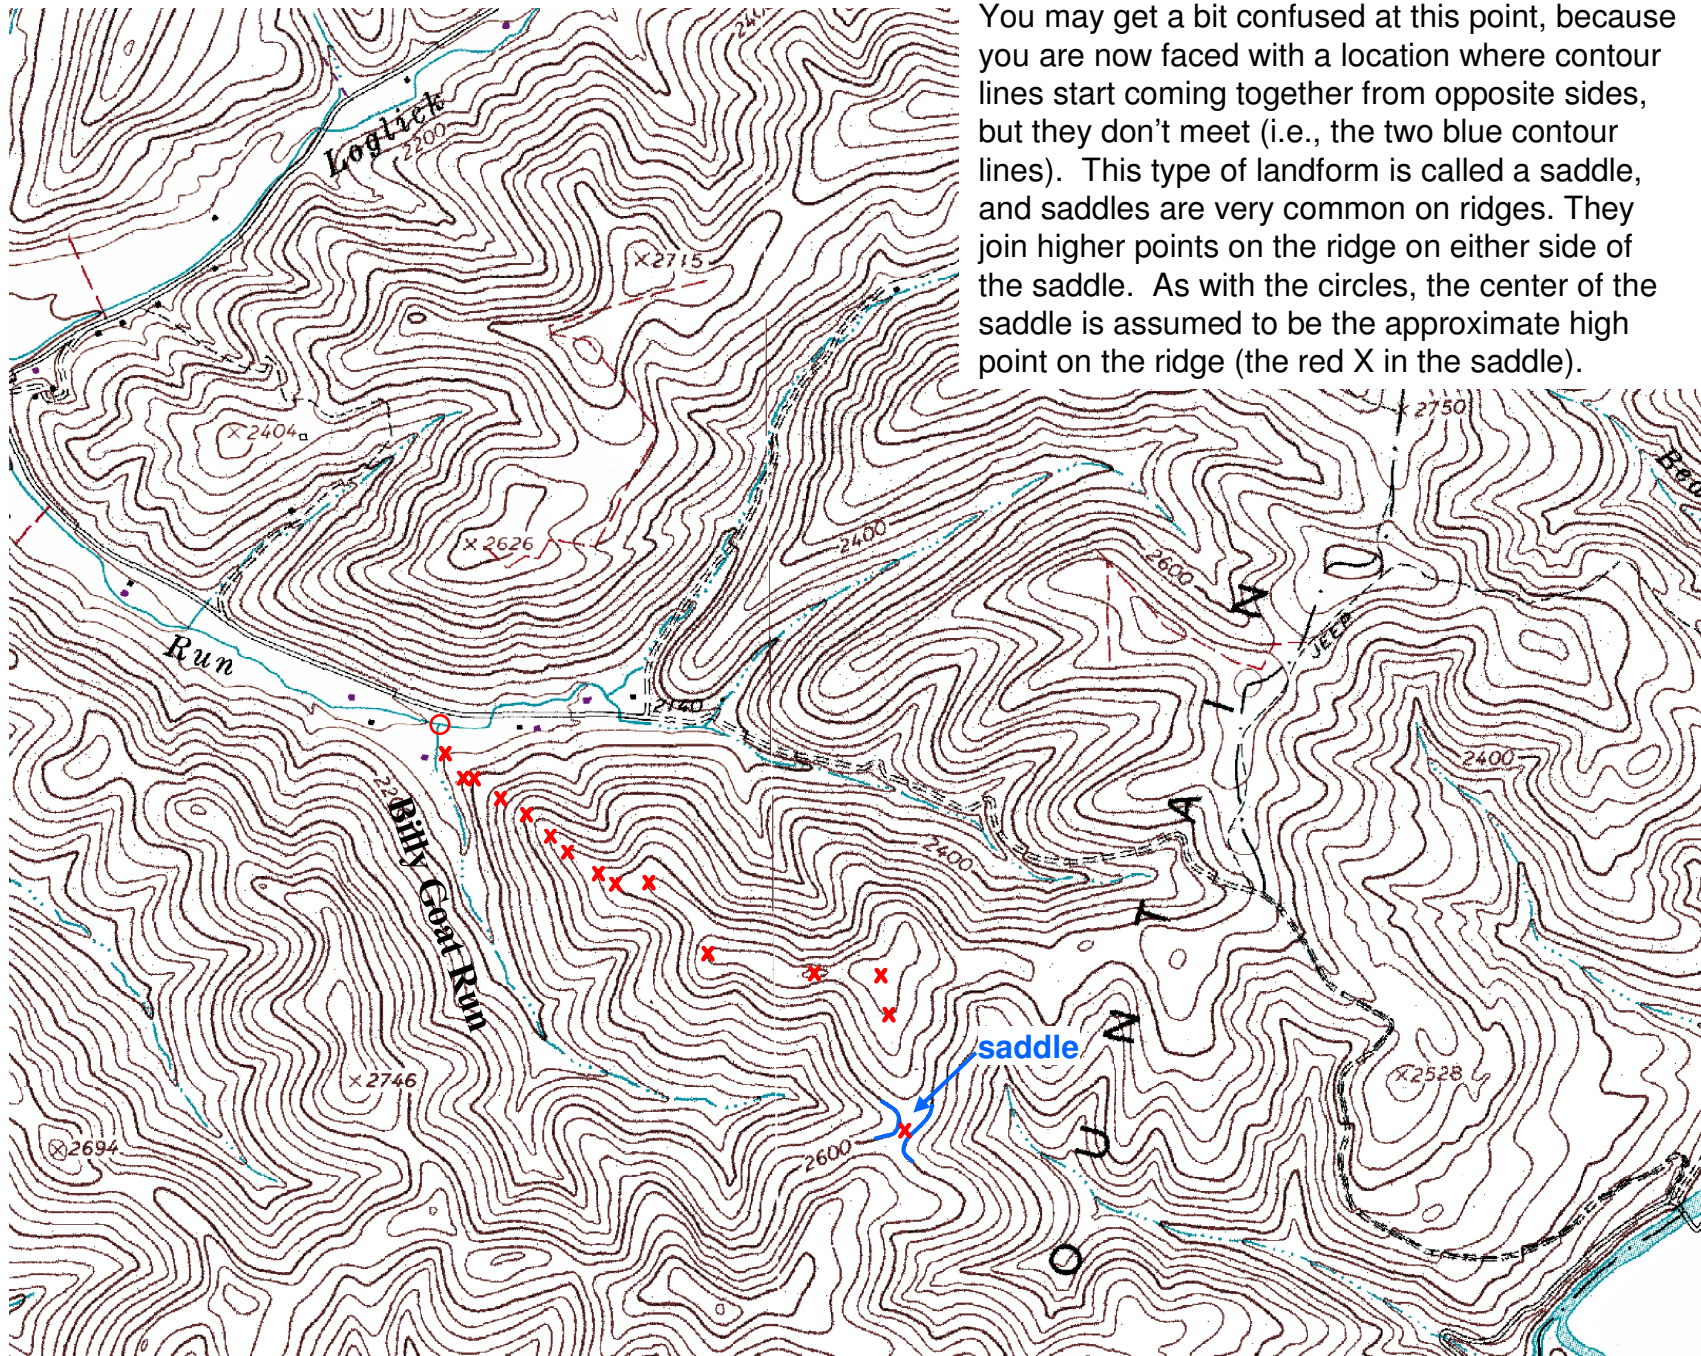 You may get a bit confused at this point, because
you are now faced with a location where contour
lines start coming together from opposite sides,
but they don’t meet (i.e., the two blue contour
lines).  This type of landform is called a saddle,
and saddles are very common on ridges. They
join higher points on the ridge on either side of
the saddle.  As with the circles, the center of the
saddle is assumed to be the approximate high
point on the ridge (the red X in the saddle).
Loglick
2200
2715
2750
2404
2626
2400
2600
JEEP
Run
2140
2400
Billy Goat Run
2400
saddle
2746
2528
2694
2600
N
I
A
T
N
U
O